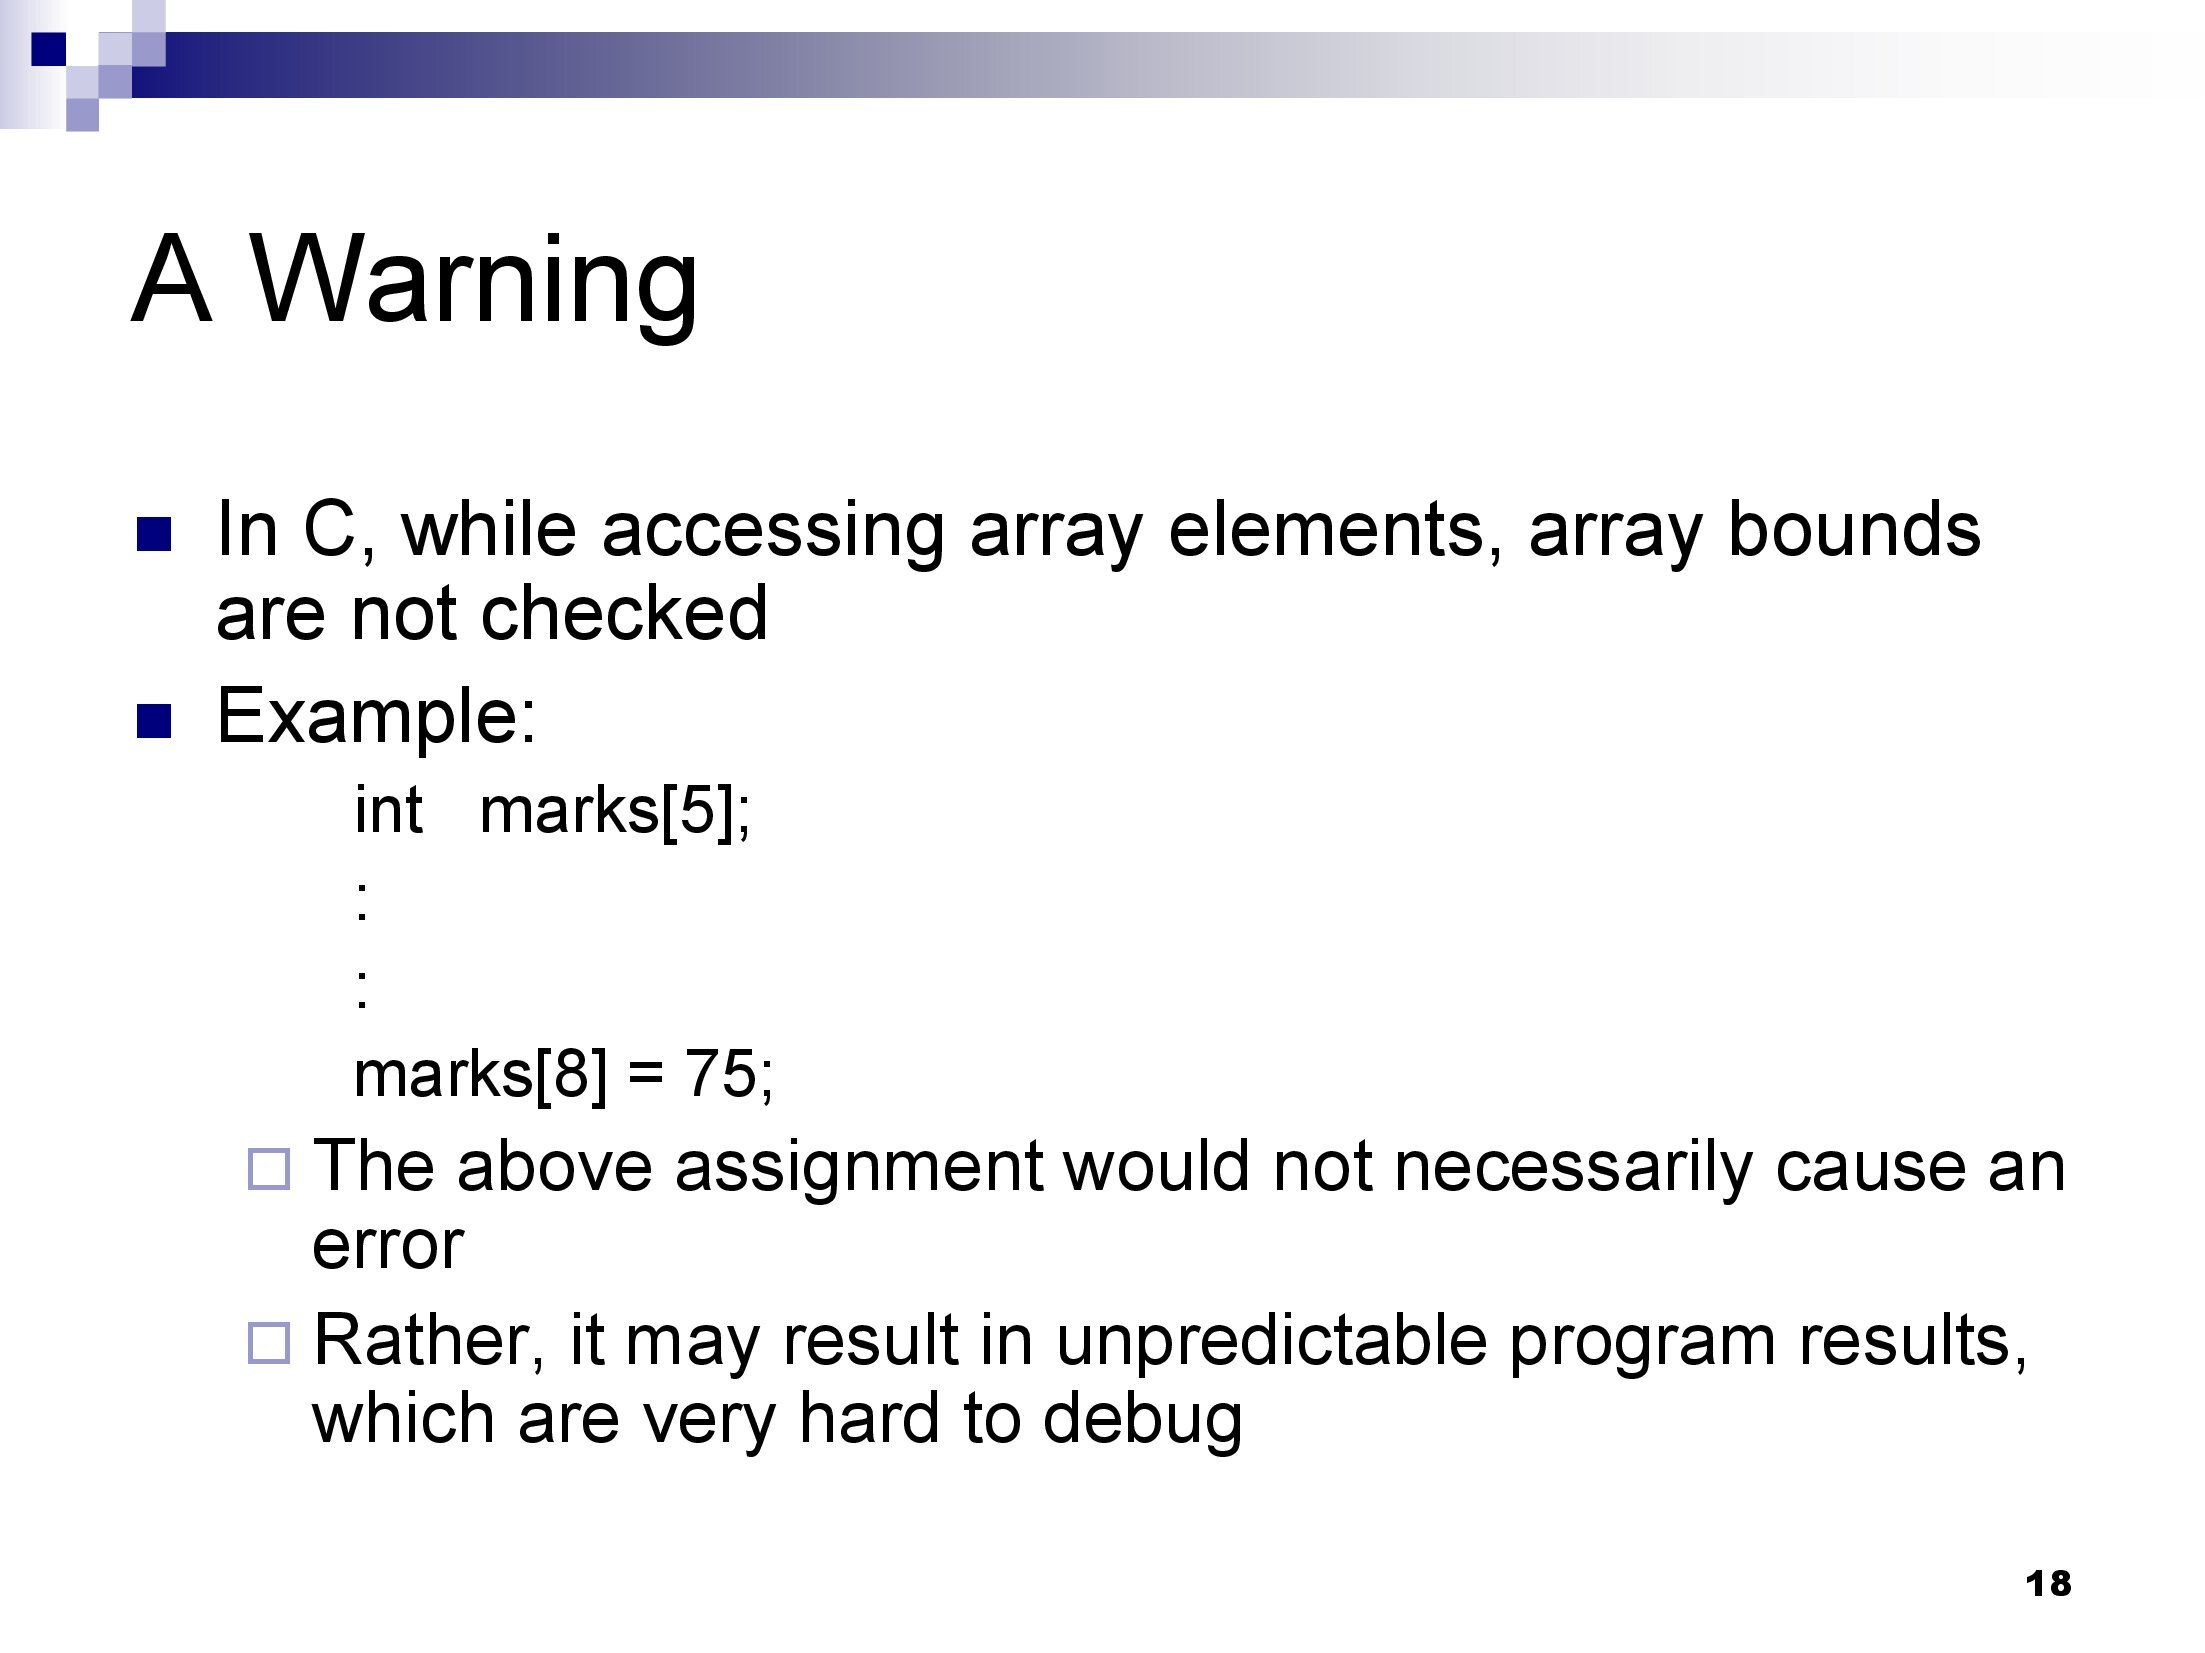 A Warning
In C, while accessing array elements, array bounds
are not checked
Example:
int marks[5];
:
:
marks[8] = 75;
The above assignment would not necessarily cause an
error
Rather, it may result in unpredictable program results,
which are very hard to debug
18